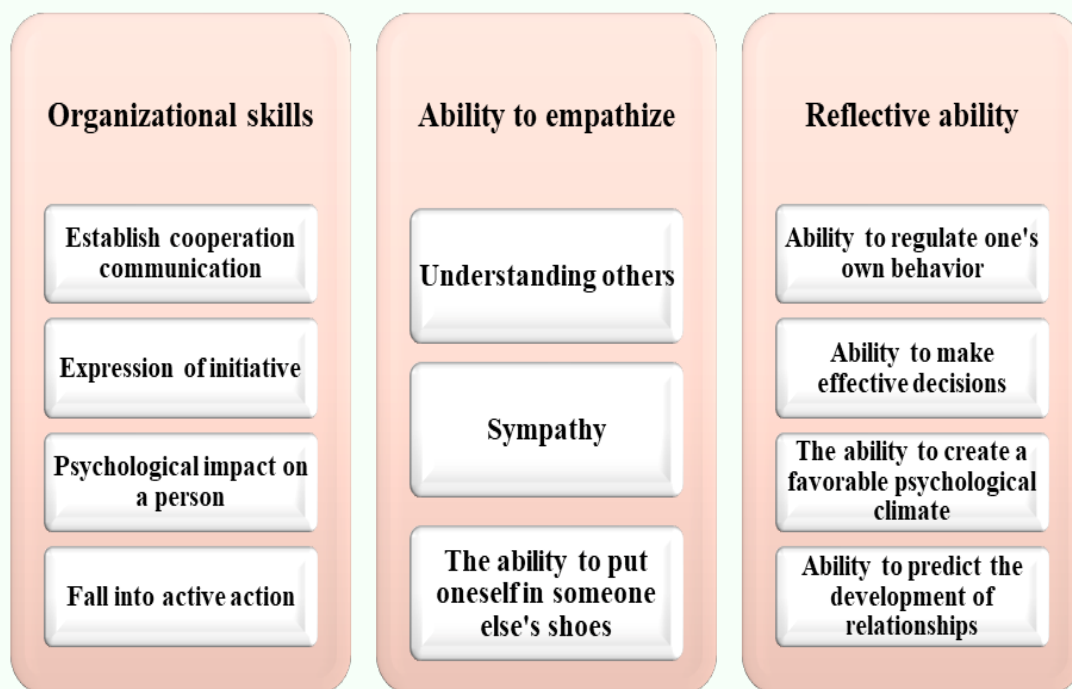 Organizational skills
Establish cooperation
communication
Expression of initiative
Psychological impact on
a person
Fall into active action
Ability to empathize
Understanding others
Sympathy
The ability to put
oneself in someone
else's shoes
Reflective ability
Ability to regulate one's
own behavior
Ability to make
effective decisions
The ability to create a
favorable psychological
climate
Ability to predict the
development of
relationships